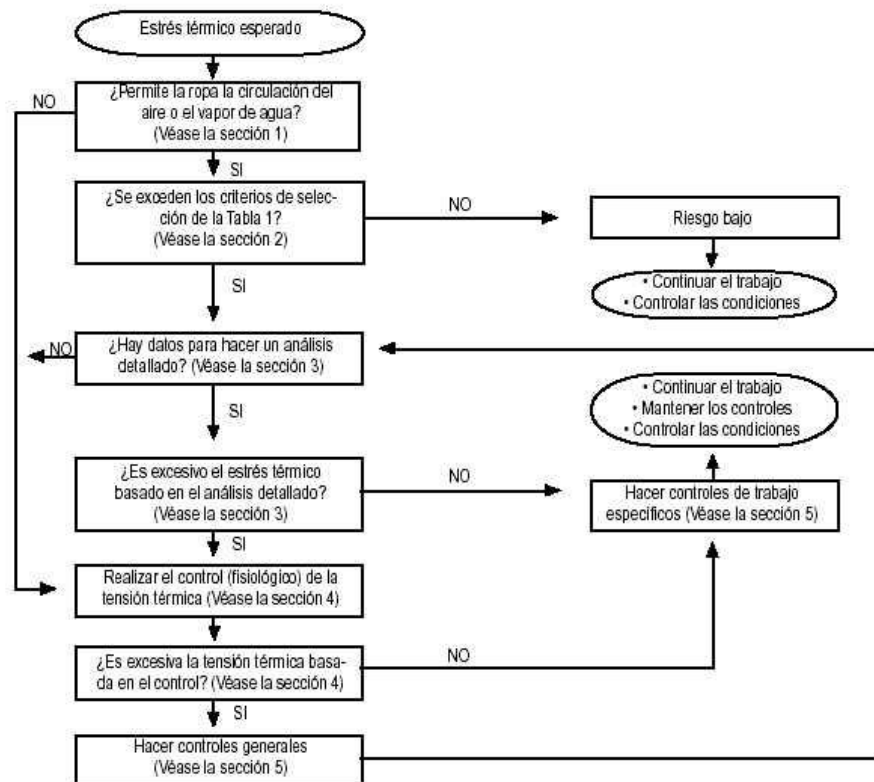 Estrés térmico esperado
¿Permite la ropa la circulación del
aire o el vapor de agua?
(Véase la sección 1)
NO
SI
¿Se exceden los criterios de selec-
ción de la Tabla 1?
(Véase la sección 2)
NO
Riesgo bajo
• Continuar el trabajo
• Controlar las condiciones
SI
¿Hay datos para hacer un análisis
detallado? (Véase la sección 3)
NO
SI
• Continuar el trabajo
• Mantener los controles
• Controlar las condiciones
¿Es excesivo el estrés térmico
basado en el análisis detallado?
(Véase la sección 3)
NO
Hacer controles de trabajo
específicos (Véase la sección 5)
SI
Realizar el control (fisiológico) de la
tensión térmica (Véase la sección 4)
¿Es excesiva la tensión térmica basa-
da en el control? (Véase la sección 4)
NO
SI
Hacer controles generales
(Véase la sección 5)